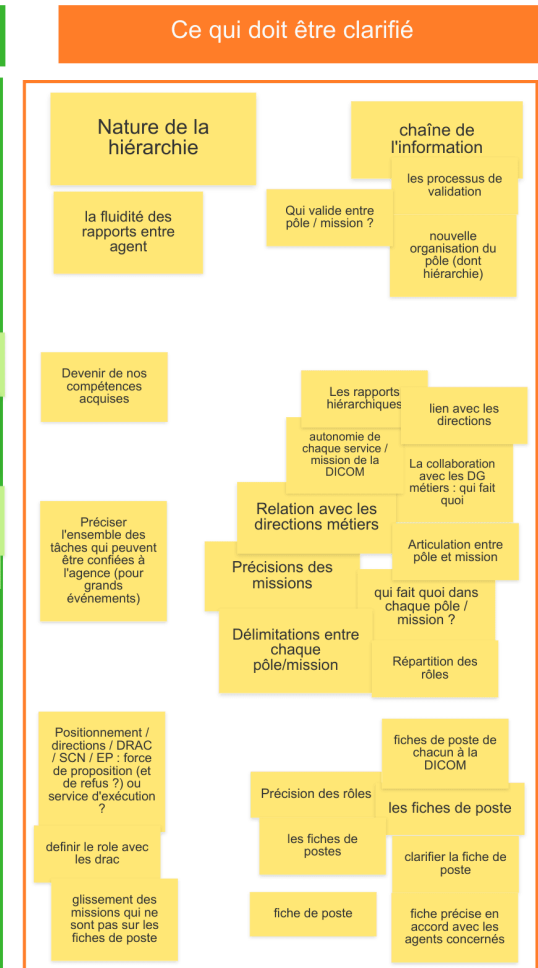 Ce qui doit être clarifié
Nature de la
hiérarchie
chaîne de
l'information
les processus de
validation
la fluidité des
rapports entre
agent
Qui valide entre
pôle / mission ?
nouvelle
organisation du
pôle (dont
hiérarchie)
Devenir de nos
compétences
acquises
Les rapports
hiérarchiques
lien avec les
directions
autonomie de
chaque service /
mission de la
DICOM
La collaboration
avec les DG
métiers : qui fait
quoi
Relation avec les
directions métiers
Préciser
l'ensemble des
tâches qui peuvent
être confiées à
l'agence (pour
grands
événements)
Articulation entre
pôle et mission
Précisions des
missions
qui fait quoi dans
chaque pôle /
mission ?
Délimitations entre
chaque
pôle/mission
Répartition des
rôles
Positionnement /
directions / DRAC
/ SCN / EP : force
de proposition (et
de refus ?) ou
service d'exécution
?
fiches de poste de
chacun à la
DICOM
Précision des rôles
les fiches de poste
definir le role avec
les drac
les fiches de
postes
clarifier la fiche de
poste
glissement des
missions qui ne
sont pas sur les
fiches de poste
fiche de poste
fiche précise en
accord avec les
agents concernés